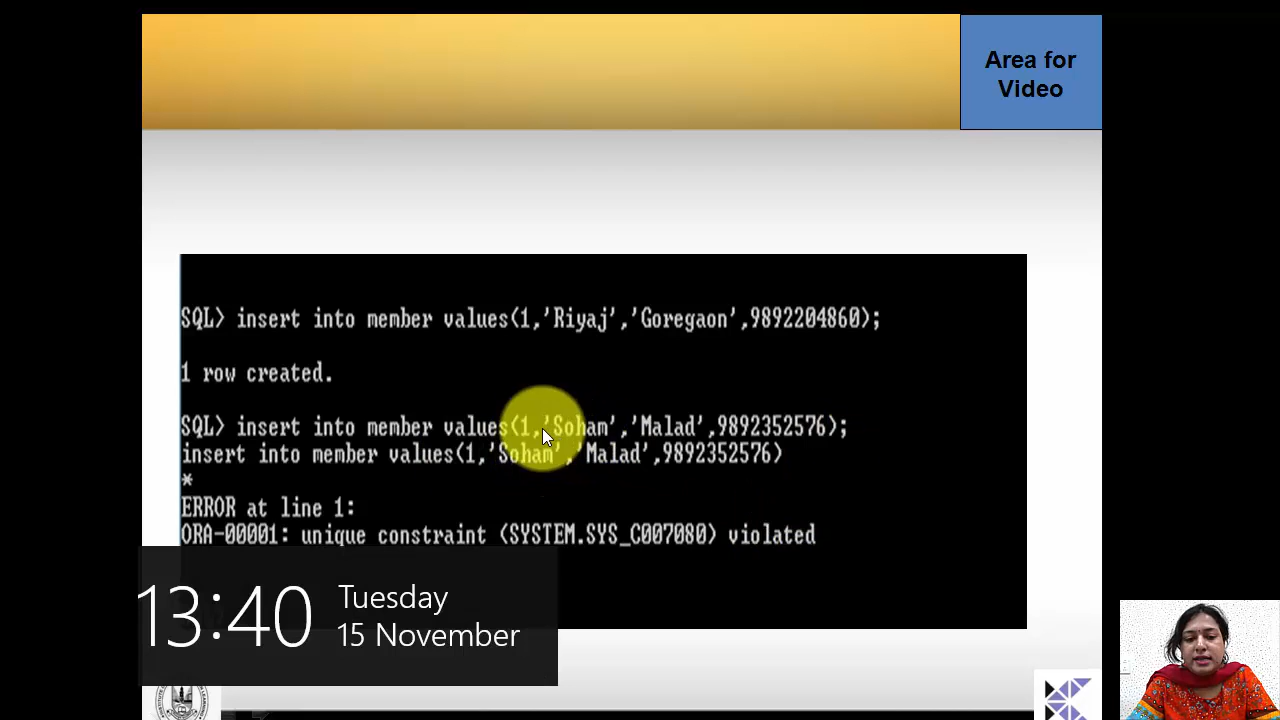 Area for
Video
SQL> insert into member values(1,'Riyaj','Goregaon',9892204860);
1 row created.
SQL> insert into member values(1,'Soham','Malad',9892352576);
insert into member values(1,'Soham','Malad',9892352576)
*
ERROR at line 1:
ORA-00001: unique constraint (SYSTEM.SYS_C007080) violated
13:40
Tuesday
15 November